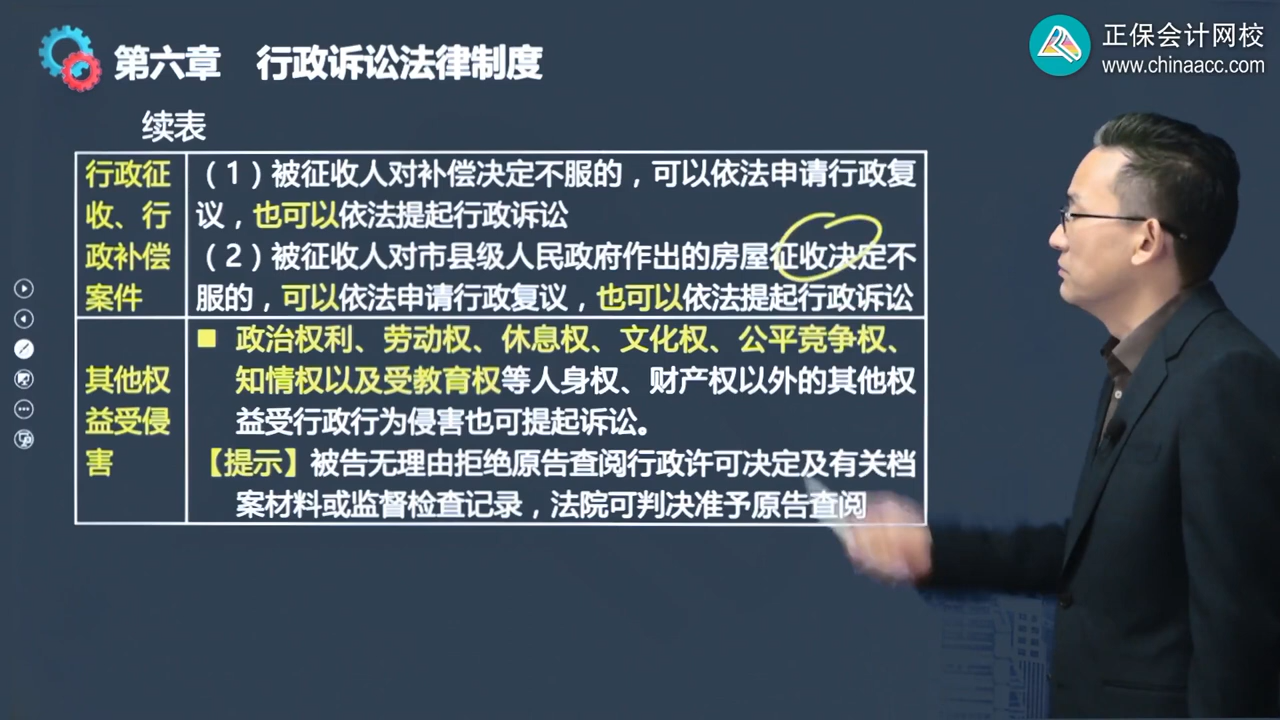 第六章 行政诉讼法律制度
正保会计网校
www.chinaacc.com
续表
行政征
收、行
政补偿
案件
（1）被征收人对补偿决定不服的，可以依法申请行政复
议，也可以依法提起行政诉讼
（2）被征收人对市县级人民政府作出的房屋征收决定不
服的，可以依法申请行政复议，也可以依法提起行政诉讼
其他权
益受侵
害
■ 政治权利、劳动权、休息权、文化权、公平竞争权、
知情权以及受教育权等人身权、财产权以外的其他权
益受行政行为侵害也可提起诉讼。
【提示】被告无理由拒绝原告查阅行政许可决定及有关档
案材料或监督检查记录，法院可判决准予原告查阅